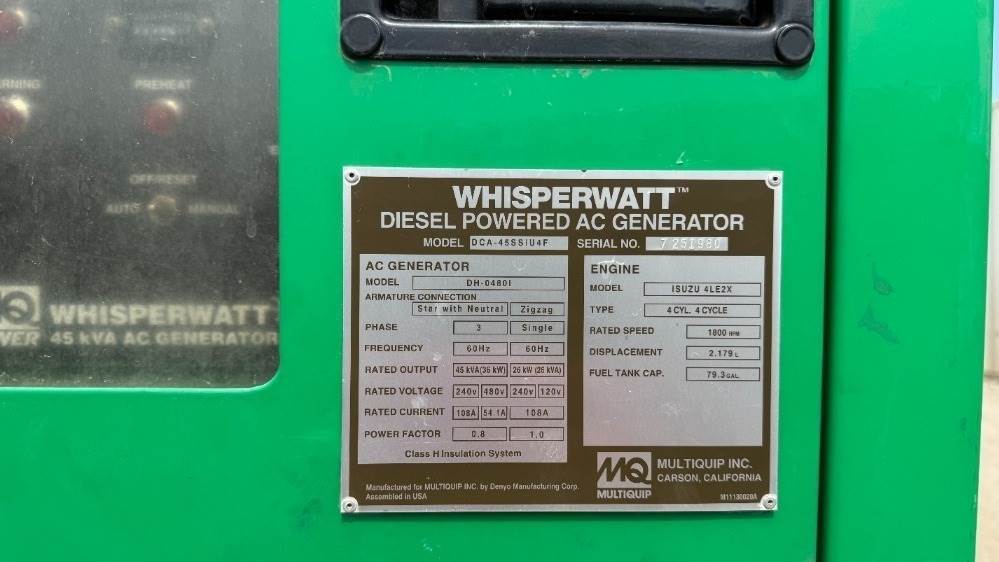 PREHEAT
OFF/RESET
AUTO MANUAL
MQ WHISPERWATT
45 kVA AC GENERATOR
WHISPERWATT™
DIESEL POWERED AC GENERATOR
MODEL DCA-45SSIU4F SERIAL NO. 7251980
AC GENERATOR
MODEL DH-0480I
ARMATURE CONNECTION
Star with Neutral Zigzag
PHASE 3 Single
FREQUENCY 60Hz 60Hz
RATED OUTPUT 45 kVA(36 kW) 26 kW (26 kVA)
RATED VOLTAGE 240v 480v 240v 120v
RATED CURRENT 108A 54.1A 108A
POWER FACTOR 0.8 1.0
Class H Insulation System
ENGINE
MODEL ISUZU 4LE2X
TYPE 4 CYL. 4 CYCLE
RATED SPEED 1800 RPM
DISPLACEMENT 2.179 L
FUEL TANK CAP. 79.3 GAL.
Manufactured for MULTIQUIP INC. by Denyo Manufacturing Corp.
Assembled in USA
MQ
MULTIQUIP
MULTIQUIP INC.
CARSON, CALIFORNIA